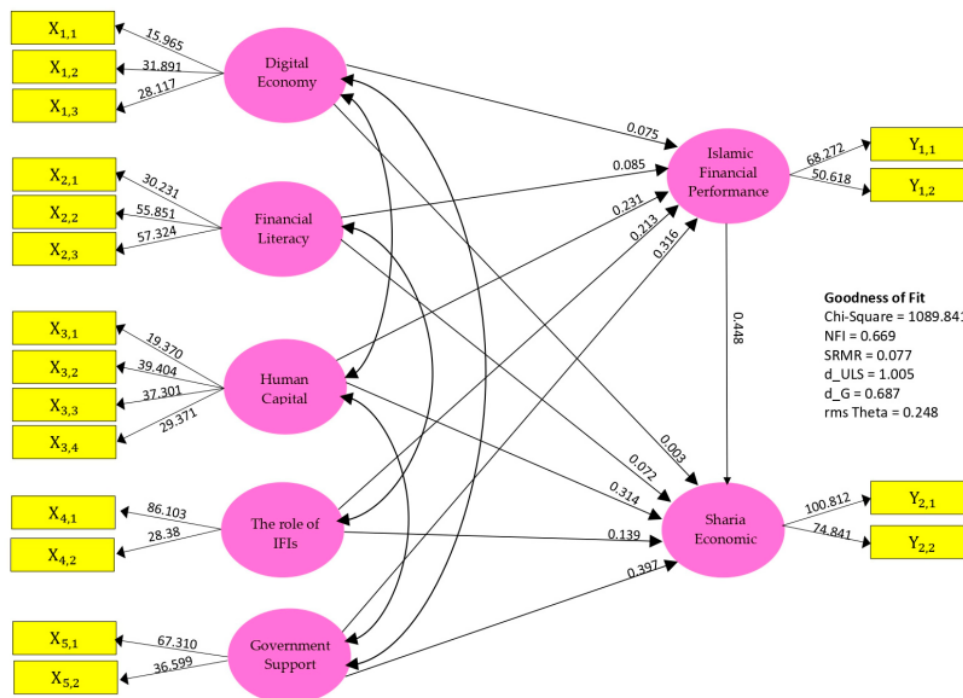 X1,1
X1,2
X1,3
15.965
31.891
28.117
Digital
Economy
X2,1
X2,2
X2,3
30.231
55.851
57.324
Financial
Literacy
X3,1
X3,2
X3,3
X3,4
19.370
39.404
37.301
29.371
Human
Capital
X4,1
X4,2
86.103
28.38
The role of
IFIs
X5,1
X5,2
67.310
36.599
Government
Support
0.075
0.085
0.231
0.213
0.316
Islamic
Financial
Performance
68.272
50.618
Y1,1
Y1,2
0.448
Goodness of Fit
Chi-Square = 1089.841
NFI = 0.669
SRMR = 0.077
d_ULS = 1.005
d_G = 0.687
rms Theta = 0.248
0.003
0.072
0.314
0.139
0.397
Sharia
Economic
100.812
74.841
Y2,1
Y2,2